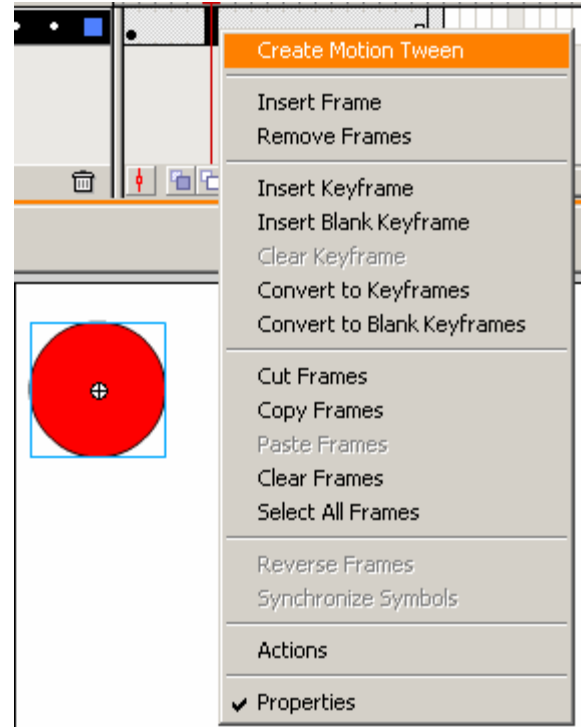 Create Motion Tween
Insert Frame
Remove Frames
Insert Keyframe
Insert Blank Keyframe
Clear Keyframe
Convert to Keyframes
Convert to Blank Keyframes
Cut Frames
Copy Frames
Paste Frames
Clear Frames
Select All Frames
Reverse Frames
Synchronize Symbols
Actions
Properties